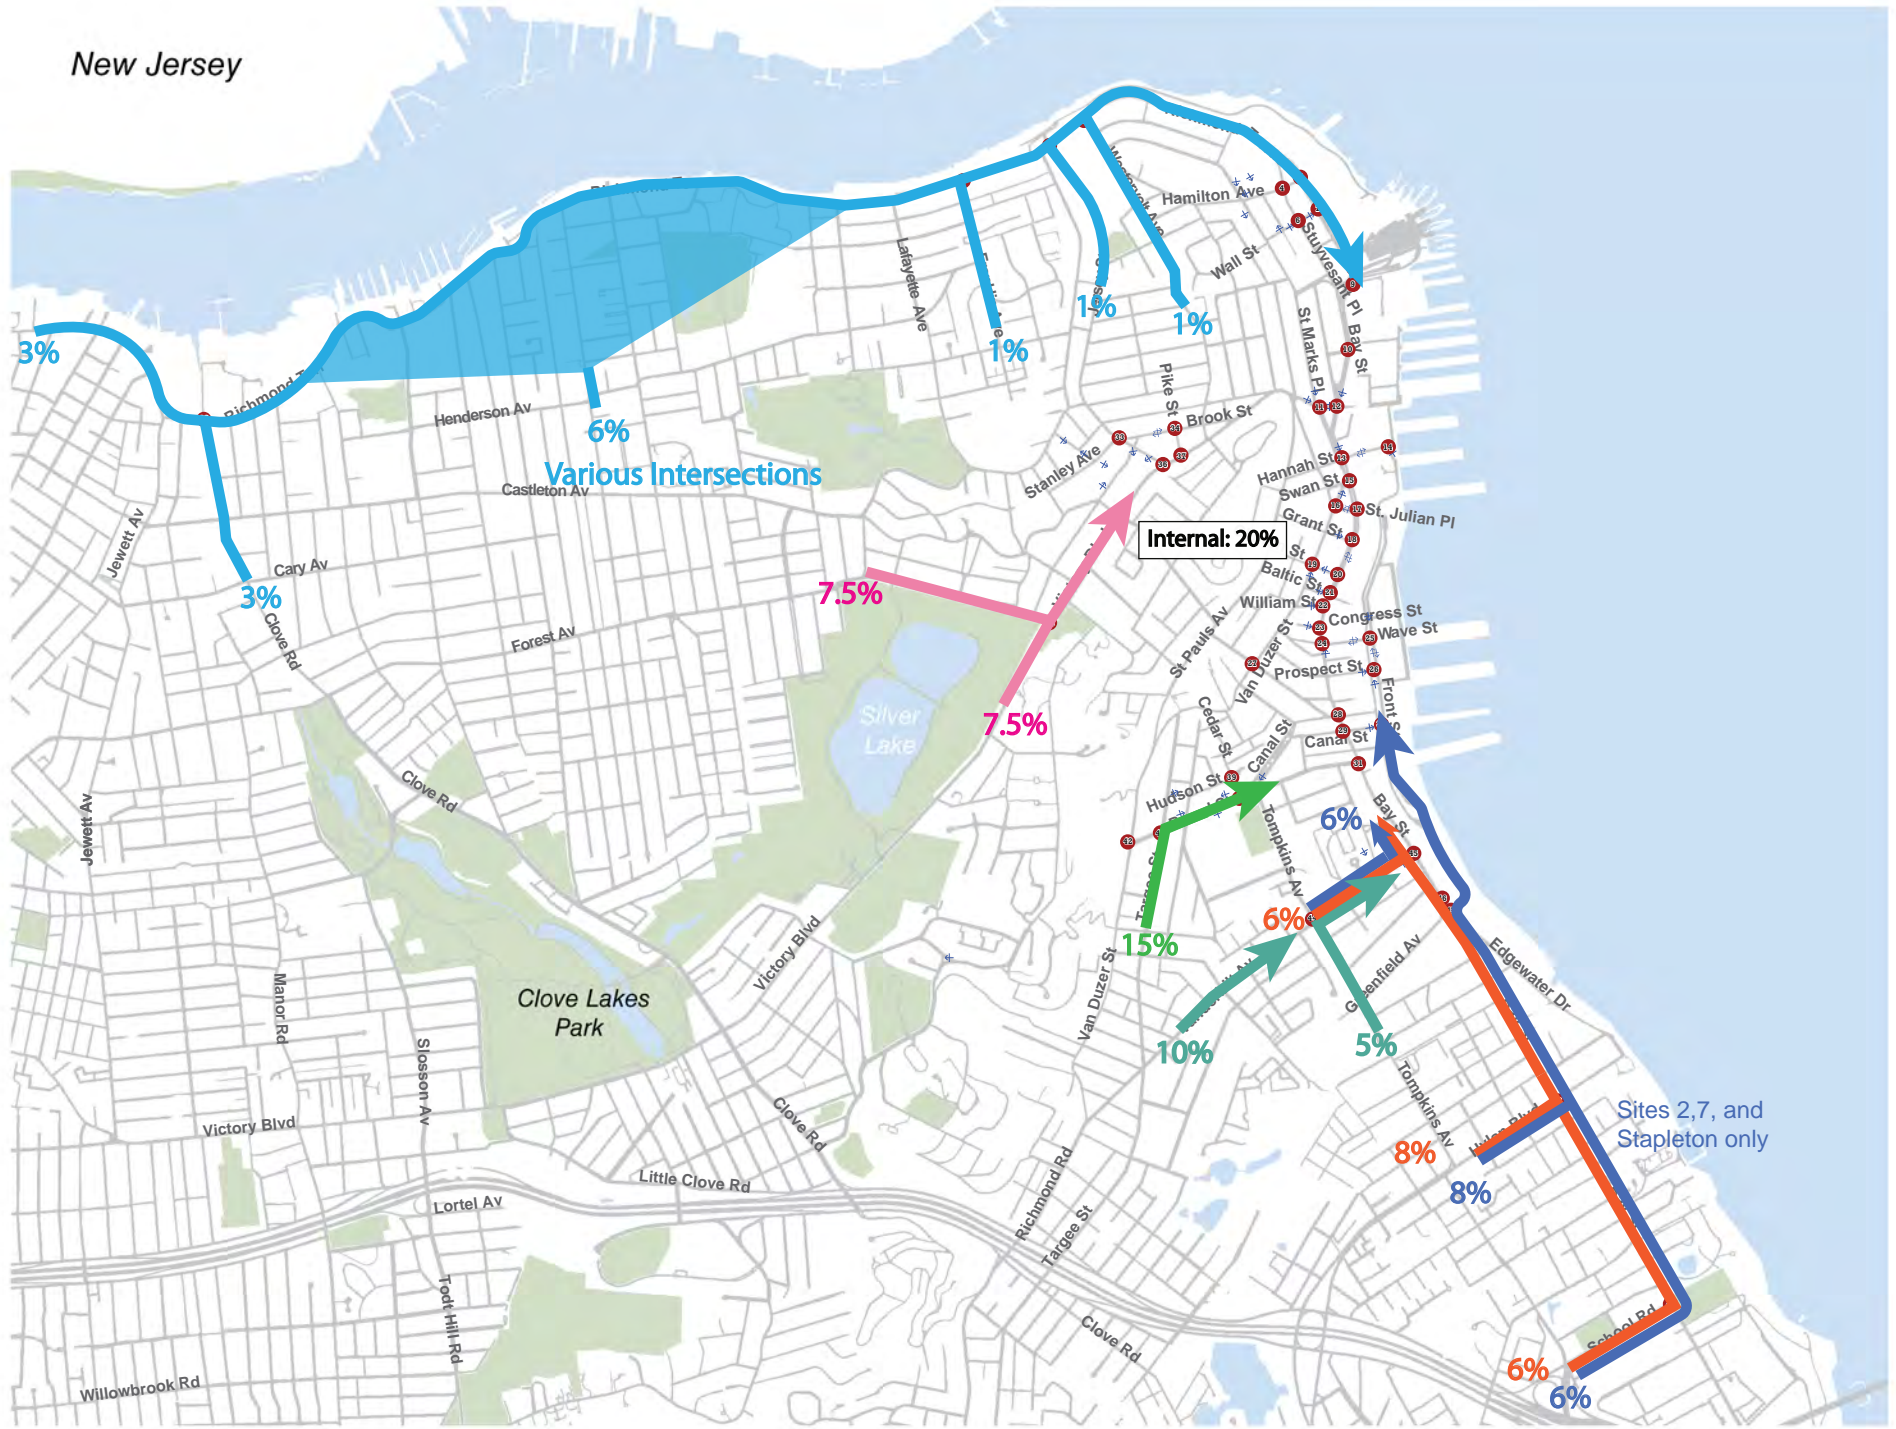 New Jersey
Hamilton Ave
Westervelt Ave
Wall St
Stuyvesant Pl
Lafayette Ave
1%
1%
1%
3%
Richmond
St Marks Pl
Bay St
Henderson Av
6%
Various Intersections
Castleton Av
Pike St
Brook St
Stanley Ave
Hannah St
Swan St
St. Julian Pl
Grant St
Internal: 20%
St
Baltic St
William St
Congress St
Wave St
Prospect St
Front St
Jewett Av
Cary Av
3%
Clove Rd
Forest Av
7.5%
7.5%
Silver
Lake
St Pauls Av
Van Duzer St
Cedar St
Canal St
Canal St
Hudson St
Clove Rd
Jewett Av
Tompkins Av
Bay St
6%
6%
Targee St
15%
Victory Blvd
Van Duzer St
Greenfield Av
Edgewater Dr
10%
5%
Clove Lakes
Park
Manor Rd
Slosson Av
Tompkins Av
Hylan Blvd
Sites 2,7, and
Stapleton only
8%
8%
Victory Blvd
Clove Rd
Little Clove Rd
Lortel Av
Richmond Rd
Targee St
Todt Hill Rd
Clove Rd
School Rd
6%
6%
Willowbrook Rd